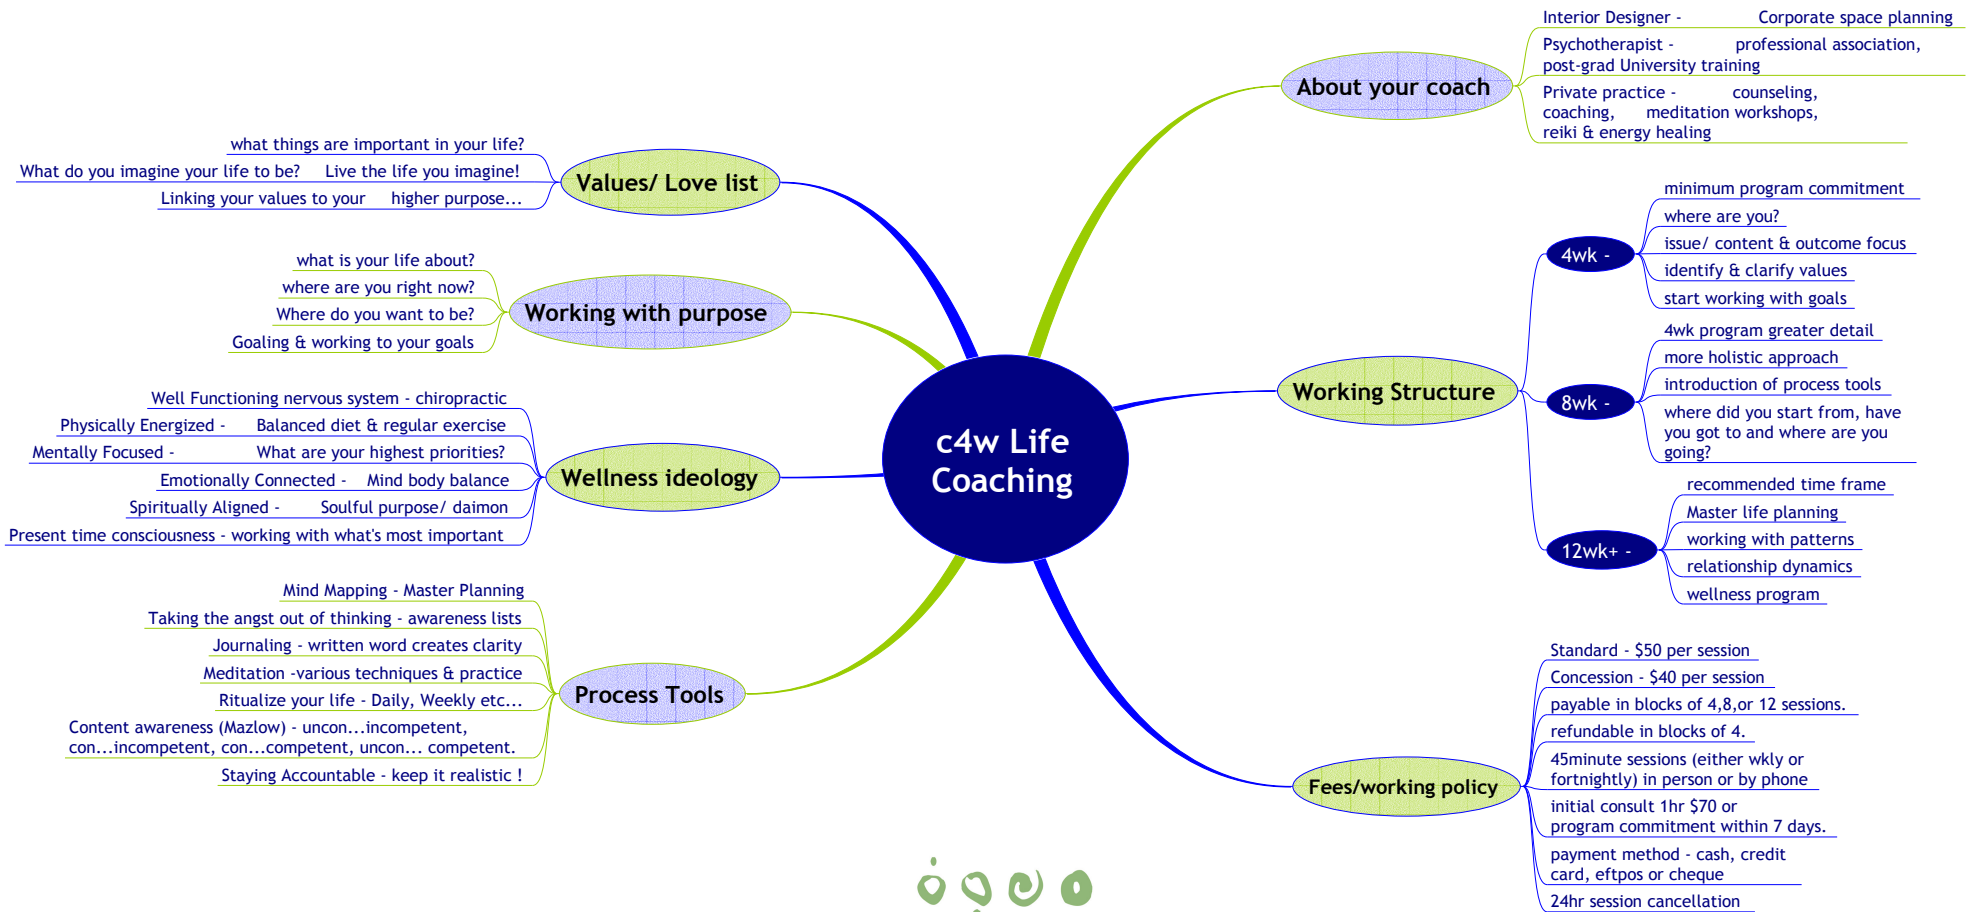 c4w Life
Coaching
About your coach
Interior Designer - Corporate space planning
Psychotherapist - professional association,
post-grad University training
Private practice - counseling,
coaching, meditation workshops,
reiki & energy healing
Working Structure
4wk -
minimum program commitment
where are you?
issue/ content & outcome focus
identify & clarify values
start working with goals
8wk -
4wk program greater detail
more holistic approach
introduction of process tools
where did you start from, have
you got to and where are you
going?
12wk+ -
recommended time frame
Master life planning
working with patterns
relationship dynamics
wellness program
Fees/working policy
Standard - $50 per session
Concession - $40 per session
payable in blocks of 4,8,or 12 sessions.
refundable in blocks of 4.
45minute sessions (either wkly or
fortnightly) in person or by phone
initial consult 1hr $70 or
program commitment within 7 days.
payment method - cash, credit
card, eftpos or cheque
24hr session cancellation
Values/ Love list
what things are important in your life?
What do you imagine your life to be? Live the life you imagine!
Linking your values to your higher purpose...
Working with purpose
what is your life about?
where are you right now?
Where do you want to be?
Goaling & working to your goals
Wellness ideology
Well Functioning nervous system - chiropractic
Physically Energized - Balanced diet & regular exercise
Mentally Focused - What are your highest priorities?
Emotionally Connected - Mind body balance
Spiritually Aligned - Soulful purpose/ daimon
Present time consciousness - working with what's most important
Process Tools
Mind Mapping - Master Planning
Taking the angst out of thinking - awareness lists
Journaling - written word creates clarity
Meditation -various techniques & practice
Ritualize your life - Daily, Weekly etc...
Content awareness (Mazlow) - uncon...incompetent,
con...incompetent, con...competent, uncon... competent.
Staying Accountable - keep it realistic !